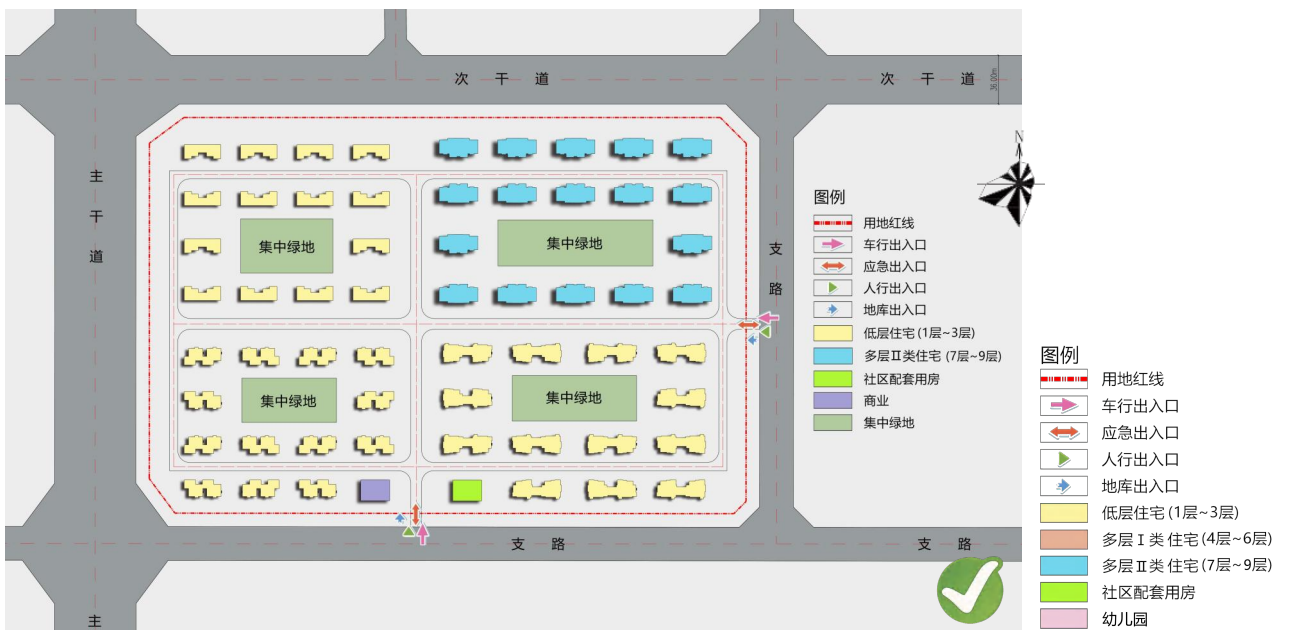 次 干 道
次 干 道
36.00m
主
干
道
N
集中绿地
集中绿地
支
路
图例
用地红线
车行出入口
应急出入口
人行出入口
地库出入口
低层住宅(1层~3层)
多层Ⅱ类住宅(7层~9层)
社区配套用房
商业
集中绿地
集中绿地
集中绿地
支 路
支 路
主
图例
用地红线
车行出入口
应急出入口
人行出入口
地库出入口
低层住宅(1层~3层)
多层Ⅰ类住宅(4层~6层)
多层Ⅱ类住宅(7层~9层)
社区配套用房
幼儿园